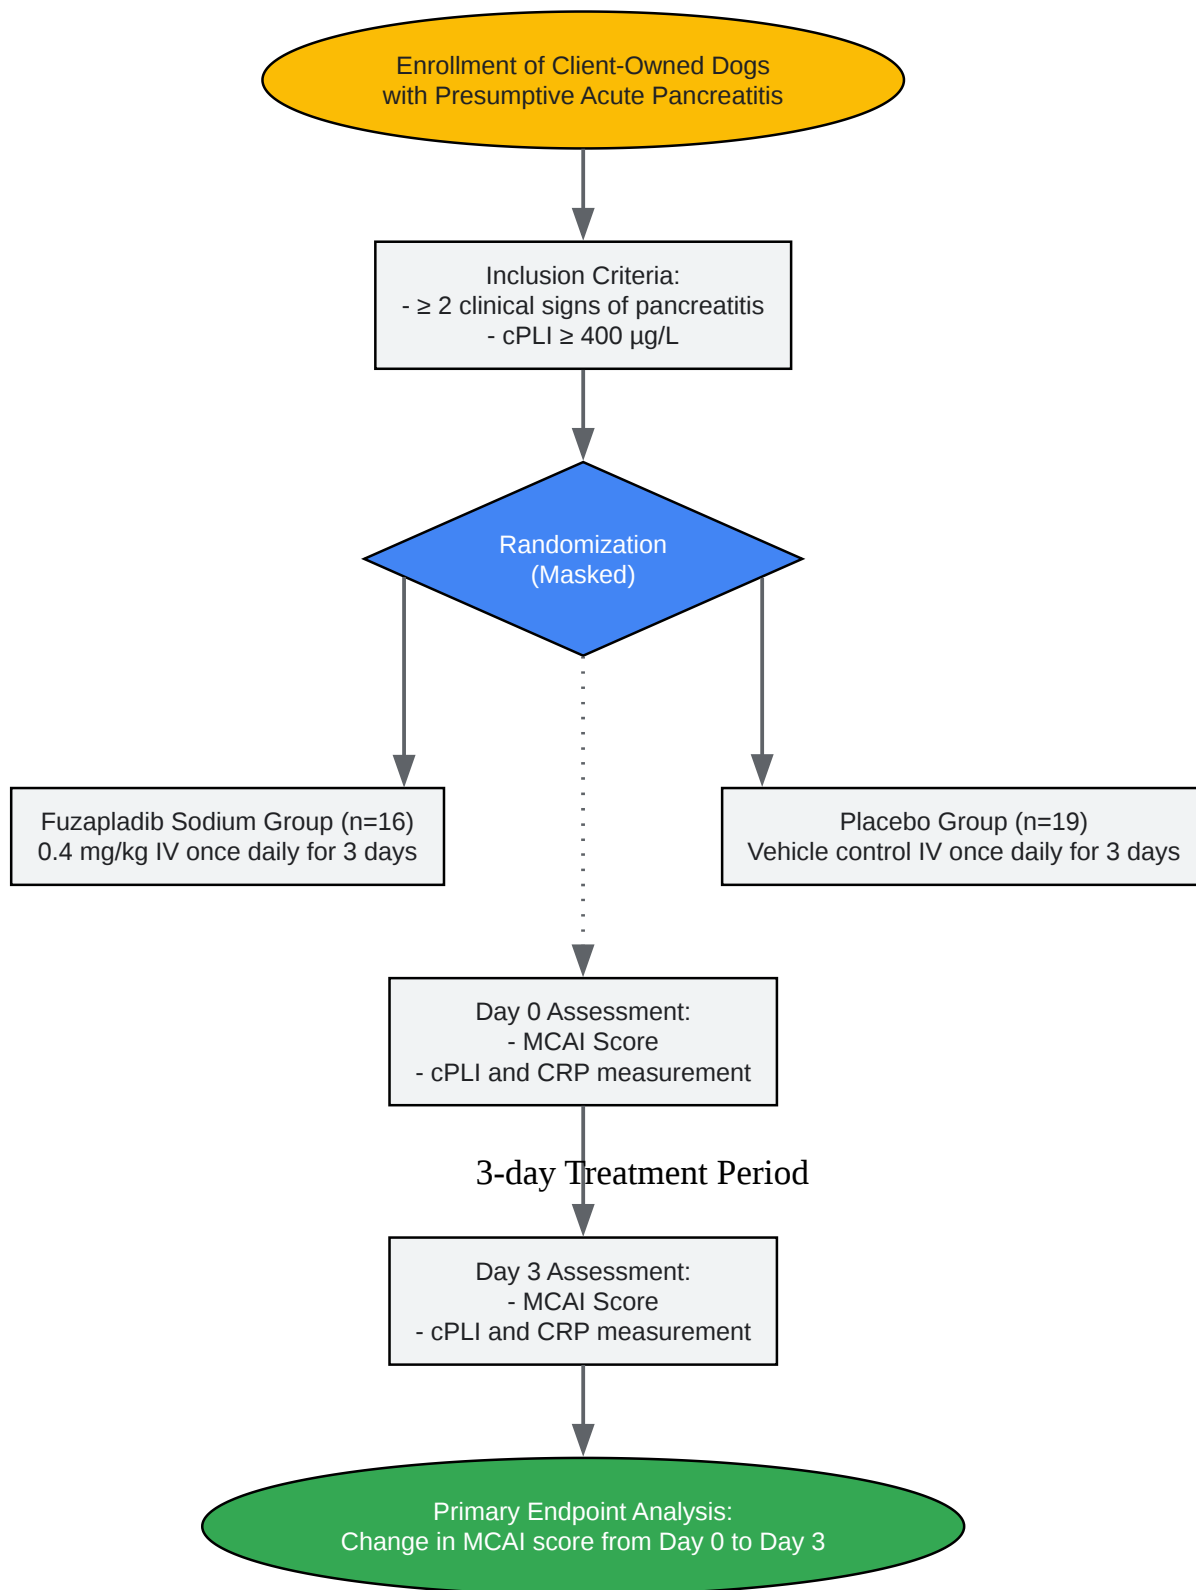 Enrollment of Client-Owned Dogs
with Presumptive Acute Pancreatitis
Inclusion Criteria:
- ≥ 2 clinical signs of pancreatitis
- cPLI ≥ 400 µg/L
Randomization
(Masked)
Fuzapladib Sodium Group (n=16)
0.4 mg/kg IV once daily for 3 days
Placebo Group (n=19)
Vehicle control IV once daily for 3 days
Day 0 Assessment:
- MCAI Score
- cPLI and CRP measurement
3-day Treatment Period
Day 3 Assessment:
- MCAI Score
- cPLI and CRP measurement
Primary Endpoint Analysis:
Change in MCAI score from Day 0 to Day 3